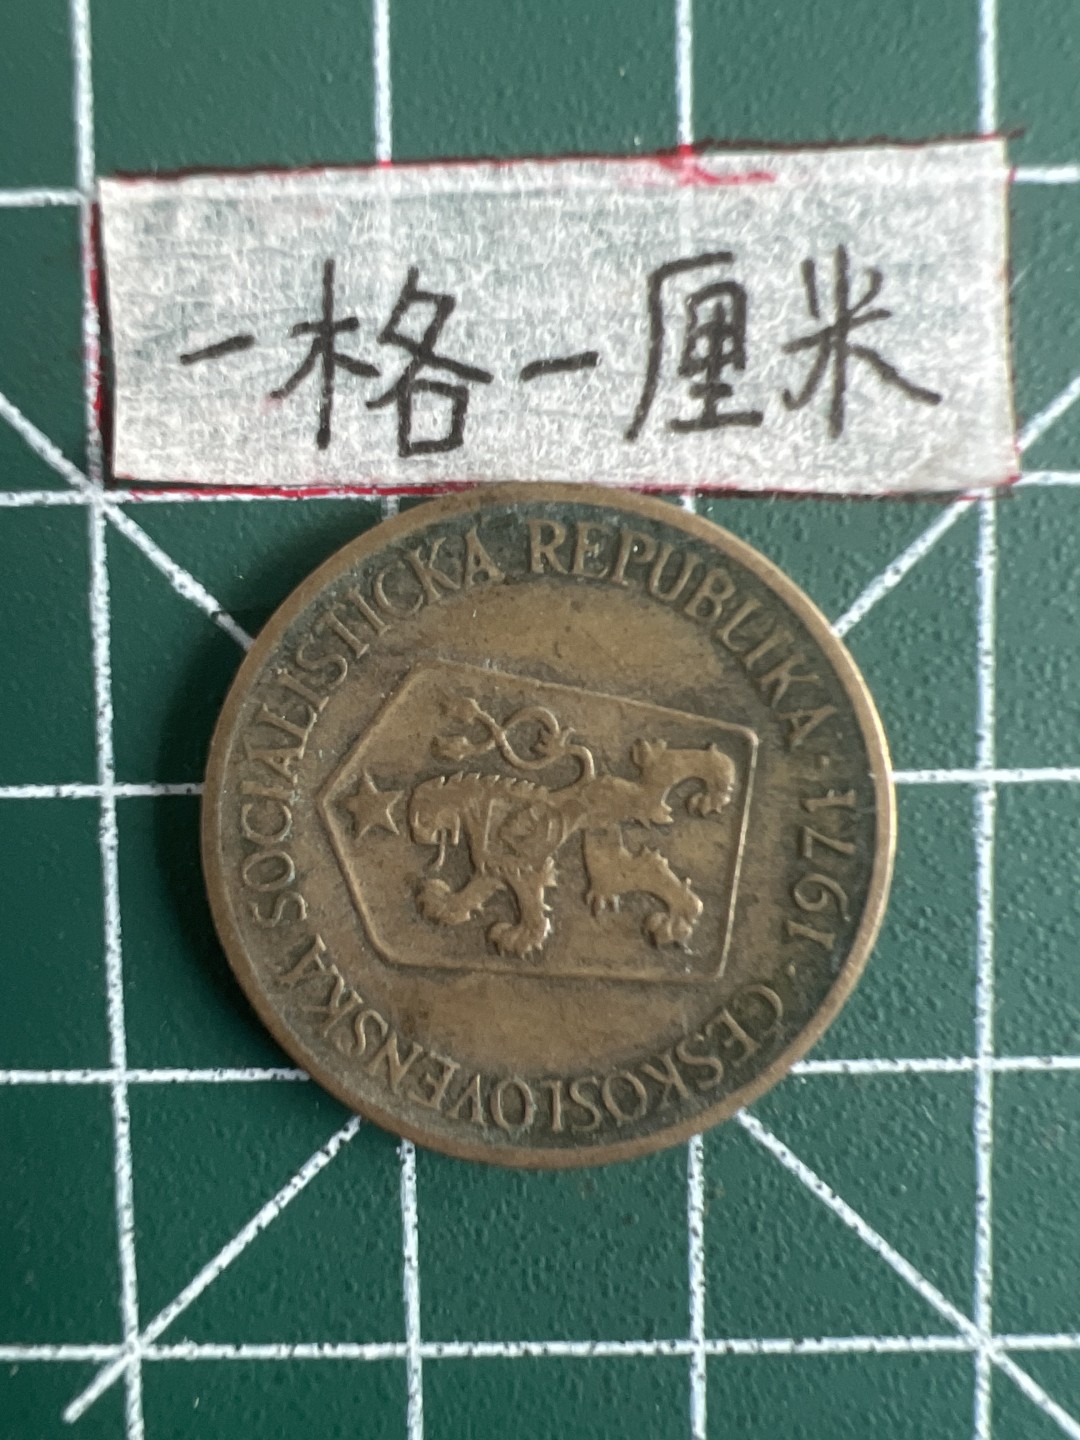 一格一厘米
ČESKOSLOVENSKÁ SOCIALISTICKÁ REPUBLIKA · 1971 ·